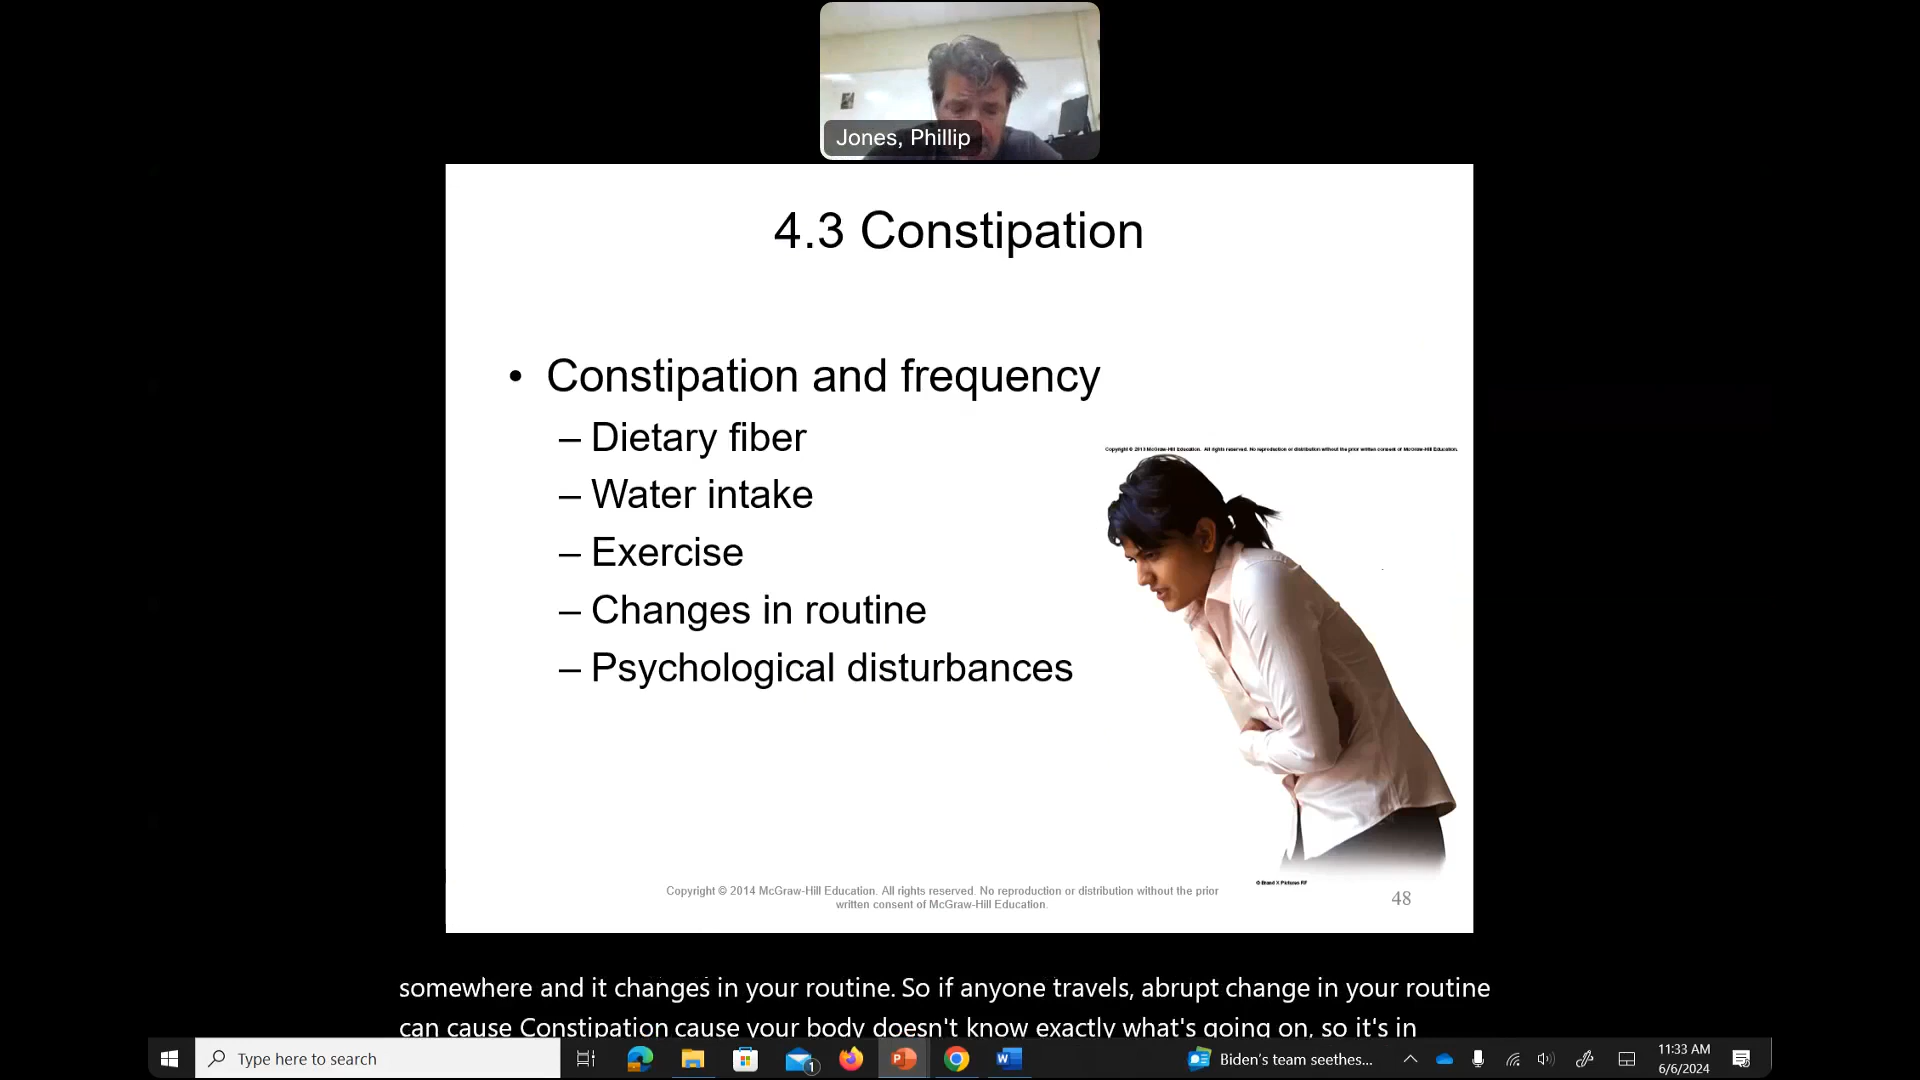 Jones, Phillip
4.3 Constipation
• Constipation and frequency
– Dietary fiber
– Water intake
– Exercise
– Changes in routine
– Psychological disturbances
Copyright © 2013 McGraw-Hill Education. All rights reserved. No reproduction or distribution without the prior written consent of McGraw-Hill Education.
© Brand X Pictures RF
Copyright © 2014 McGraw-Hill Education. All rights reserved. No reproduction or distribution without the prior
written consent of McGraw-Hill Education.
48
somewhere and it changes in your routine. So if anyone travels, abrupt change in your routine
can cause Constipation cause your body doesn't know exactly what's going on, so it's in
Type here to search
1
Biden's team seethes...
11:33 AM
6/6/2024